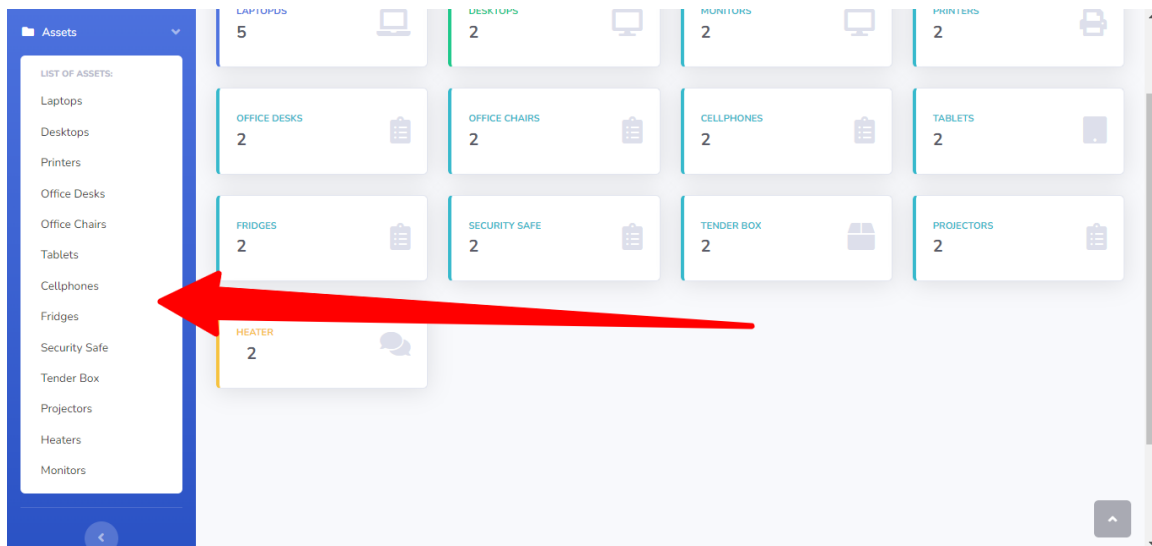 Assets
LIST OF ASSETS:
Laptops
Desktops
Printers
Office Desks
Office Chairs
Tablets
Cellphones
Fridges
Security Safe
Tender Box
Projectors
Heaters
Monitors
LAPTOPDS
5
DESKTOPS
2
MONITORS
2
PRINTERS
2
OFFICE DESKS
2
OFFICE CHAIRS
2
CELLPHONES
2
TABLETS
2
FRIDGES
2
SECURITY SAFE
2
TENDER BOX
2
PROJECTORS
2
HEATER
2